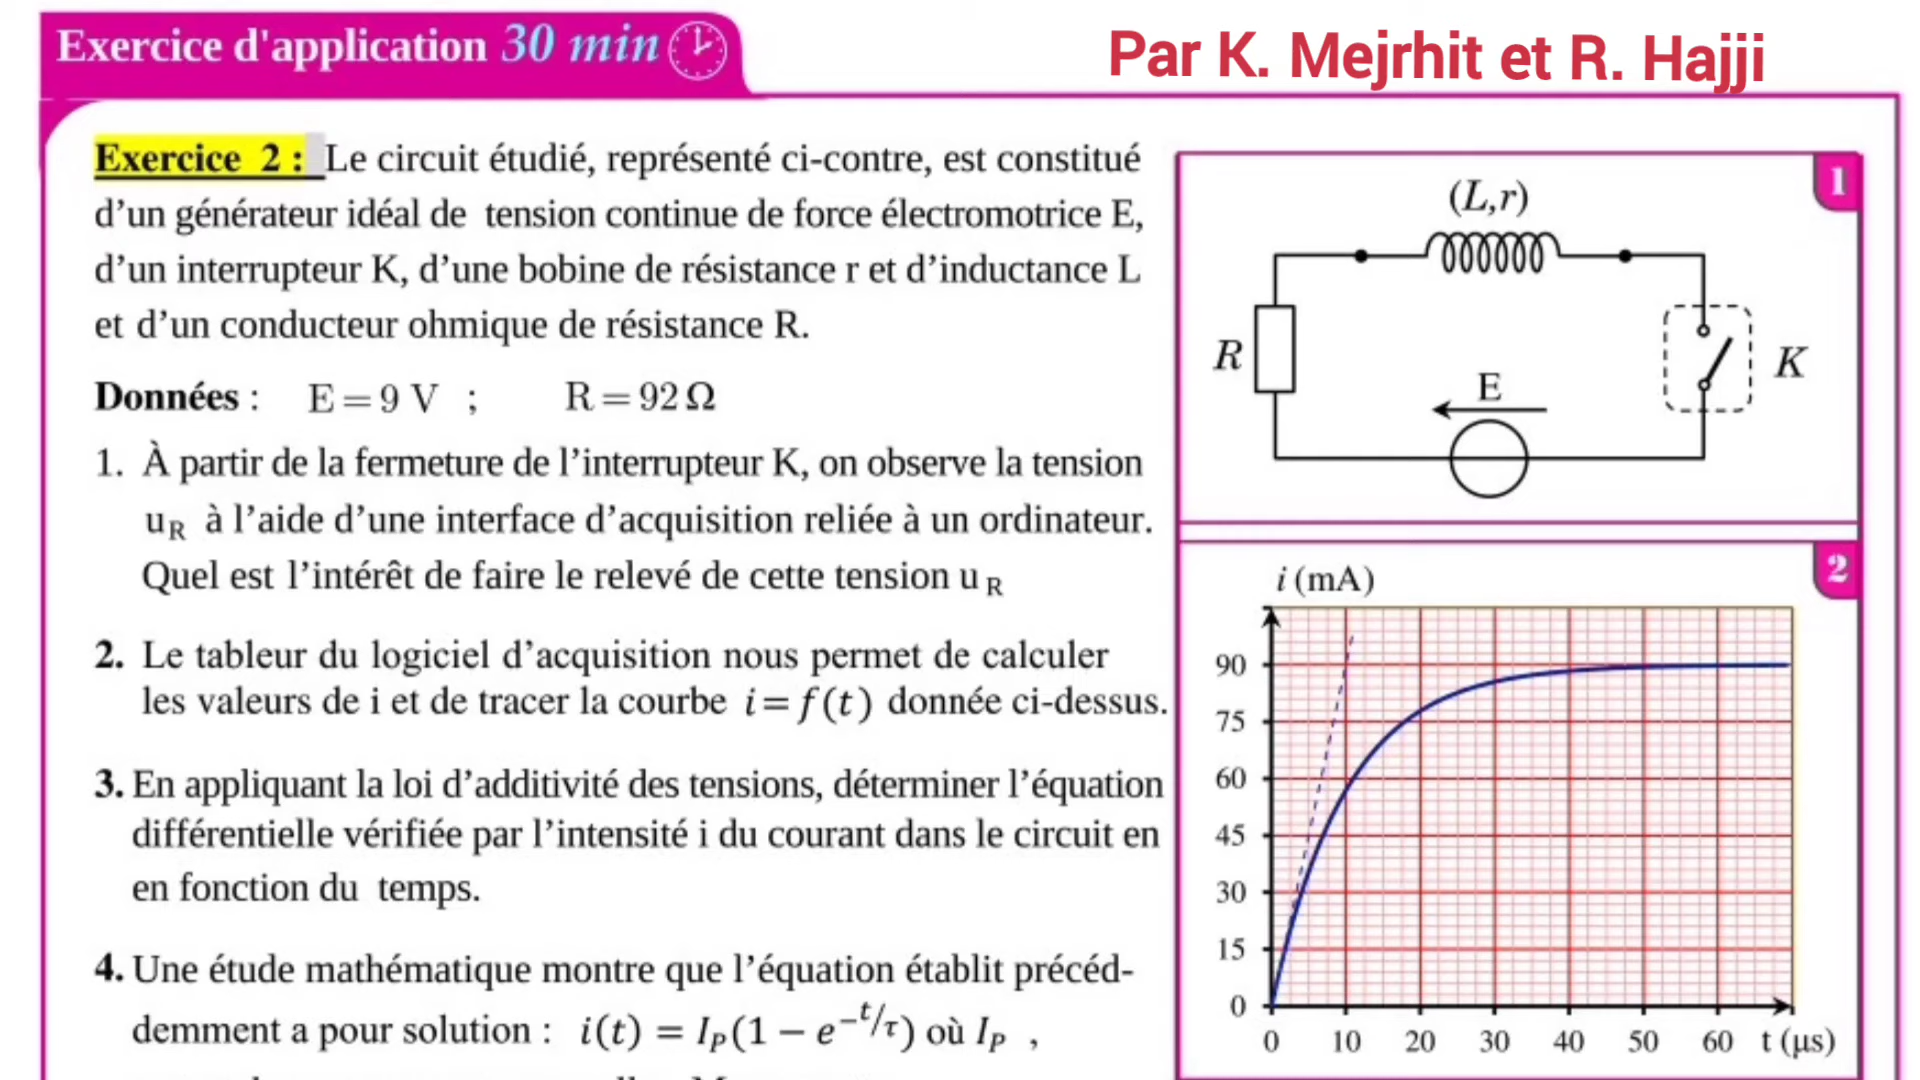 Exercice d'application 30 min
Par K. Mejrhit et R. Hajji
Exercice 2 : Le circuit étudié, représenté ci-contre, est constitué
d’un générateur idéal de tension continue de force électromotrice E,
d’un interrupteur K, d’une bobine de résistance r et d’inductance L
et d’un conducteur ohmique de résistance R.
Données : E = 9 V ; R = 92 Ω
1. À partir de la fermeture de l’interrupteur K, on observe la tension
u_R à l’aide d’une interface d’acquisition reliée à un ordinateur.
Quel est l’intérêt de faire le relevé de cette tension u_R
2. Le tableur du logiciel d’acquisition nous permet de calculer
les valeurs de i et de tracer la courbe i = f(t) donnée ci-dessus.
3. En appliquant la loi d’additivité des tensions, déterminer l’équation
différentielle vérifiée par l’intensité i du courant dans le circuit en
en fonction du temps.
4. Une étude mathématique montre que l’équation établit précéd-
demment a pour solution : i(t) = I_P(1 − e^{−t/τ}) où I_P ,
1
(L,r)
R
E
K
2
i (mA)
90
75
60
45
30
15
0
0 10 20 30 40 50 60 t (μs)